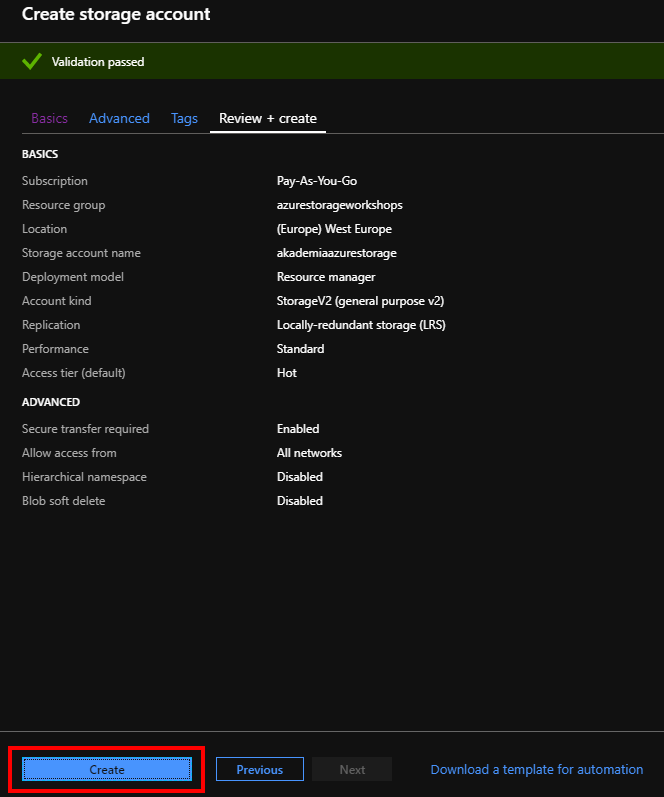 Create storage account
Validation passed
Basics Advanced Tags Review + create
BASICS
Subscription Pay-As-You-Go
Resource group azurestorageworkshops
Location (Europe) West Europe
Storage account name akademiaazurestorage
Deployment model Resource manager
Account kind StorageV2 (general purpose v2)
Replication Locally-redundant storage (LRS)
Performance Standard
Access tier (default) Hot
ADVANCED
Secure transfer required Enabled
Allow access from All networks
Hierarchical namespace Disabled
Blob soft delete Disabled
Create Previous Next Download a template for automation